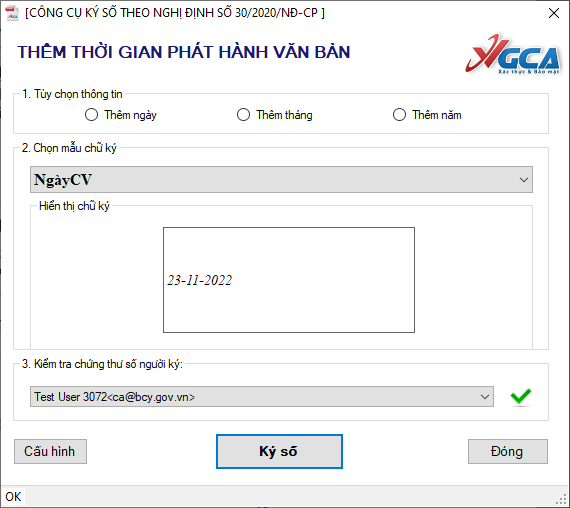 [CÔNG CỤ KÝ SỐ THEO NGHỊ ĐỊNH SỐ 30/2020/NĐ-CP ]
THÊM THỜI GIAN PHÁT HÀNH VĂN BẢN
VGCA
Xác thực & Bảo mật
1. Tùy chọn thông tin
Thêm ngày
Thêm tháng
Thêm năm
2. Chọn mẫu chữ ký
NgàyCV
Hiển thị chữ ký
23-11-2022
3. Kiểm tra chứng thư số người ký:
Test User 3072<ca@bcy.gov.vn>
Cấu hình
Ký số
Đóng
OK